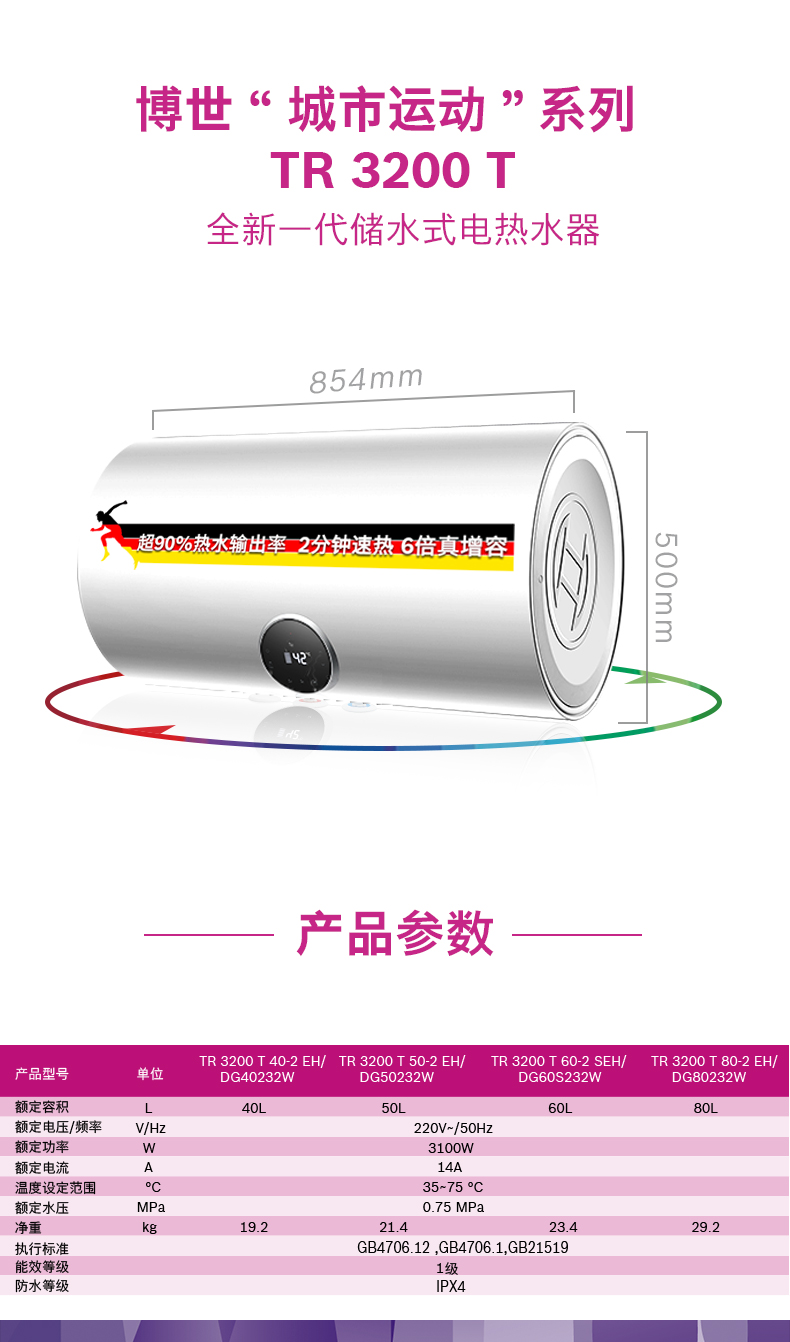 博世“城市运动”系列
TR 3200 T
全新一代储水式电热水器
854mm
500mm
超90%热水输出率 2分钟速热 6倍真增容
42°
产品参数
产品型号 单位 TR 3200 T 40-2 EH/ DG40232W TR 3200 T 50-2 EH/ DG50232W TR 3200 T 60-2 SEH/ DG60S232W TR 3200 T 80-2 EH/ DG80232W
额定容积 L 40L 50L 60L 80L
额定电压/频率 V/Hz 220V~/50Hz
额定功率 W 3100W
额定电流 A 14A
温度设定范围 °C 35~75 °C
额定水压 MPa 0.75 MPa
净重 kg 19.2 21.4 23.4 29.2
执行标准 GB4706.12 ,GB4706.1,GB21519
能效等级 1级
防水等级 IPX4